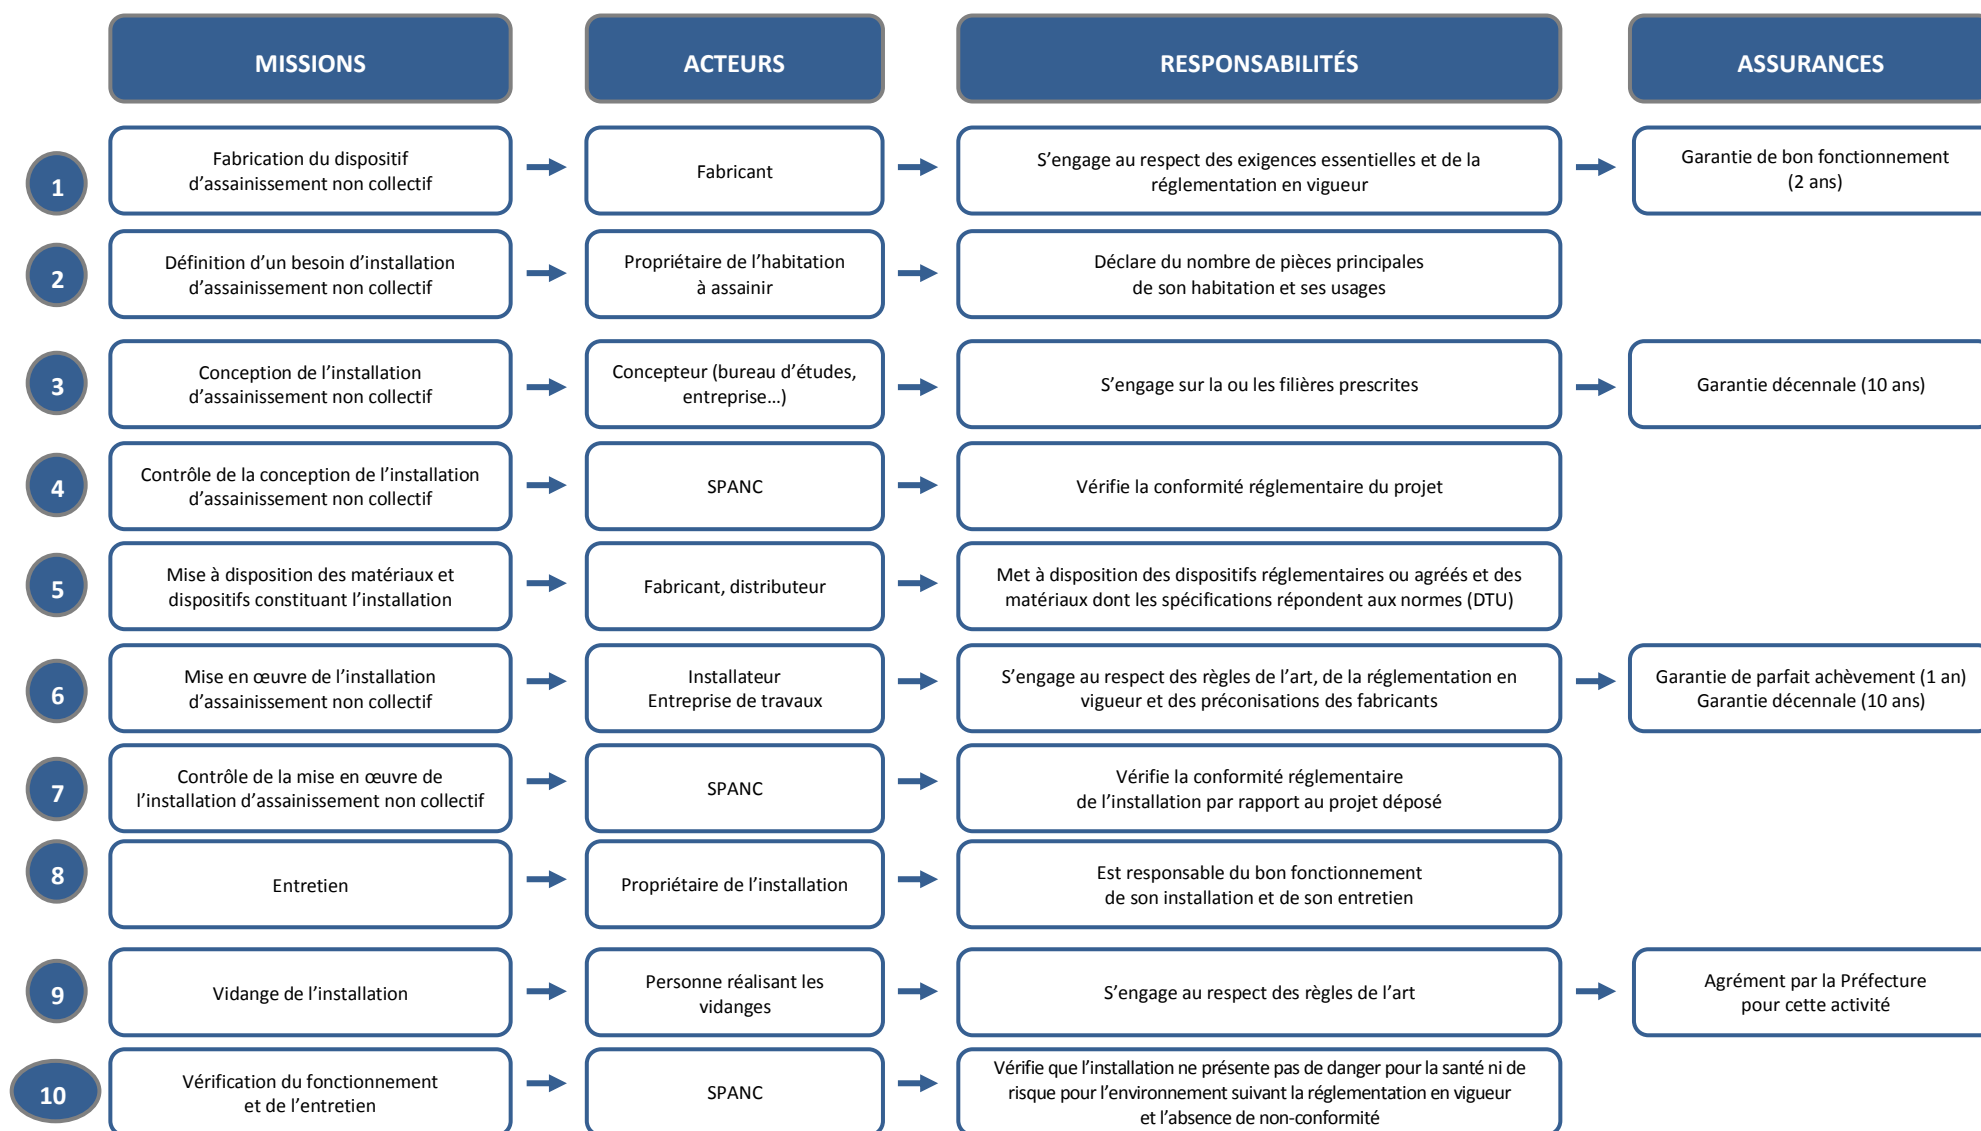 MISSIONS
ACTEURS
RESPONSABILITÉS
ASSURANCES
1
Fabrication du dispositif
d’assainissement non collectif
Fabricant
S’engage au respect des exigences essentielles et de la
réglementation en vigueur
Garantie de bon fonctionnement
(2 ans)
2
Définition d’un besoin d’installation
d’assainissement non collectif
Propriétaire de l’habitation
à assainir
Déclare du nombre de pièces principales
de son habitation et ses usages
3
Conception de l’installation
d’assainissement non collectif
Concepteur (bureau d’études,
entreprise…)
S’engage sur la ou les filières prescrites
Garantie décennale (10 ans)
4
Contrôle de la conception de l’installation
d’assainissement non collectif
SPANC
Vérifie la conformité réglementaire du projet
5
Mise à disposition des matériaux et
dispositifs constituant l’installation
Fabricant, distributeur
Met à disposition des dispositifs réglementaires ou agréés et des
matériaux dont les spécifications répondent aux normes (DTU)
6
Mise en œuvre de l’installation
d’assainissement non collectif
Installateur
Entreprise de travaux
S’engage au respect des règles de l’art, de la réglementation en
vigueur et des préconisations des fabricants
Garantie de parfait achèvement (1 an)
Garantie décennale (10 ans)
7
Contrôle de la mise en œuvre de
l’installation d’assainissement non collectif
SPANC
Vérifie la conformité réglementaire
de l’installation par rapport au projet déposé
8
Entretien
Propriétaire de l’installation
Est responsable du bon fonctionnement
de son installation et de son entretien
9
Vidange de l’installation
Personne réalisant les
vidanges
S’engage au respect des règles de l’art
Agrément par la Préfecture
pour cette activité
10
Vérification du fonctionnement
et de l’entretien
SPANC
Vérifie que l’installation ne présente pas de danger pour la santé ni de
risque pour l’environnement suivant la réglementation en vigueur
et l’absence de non-conformité